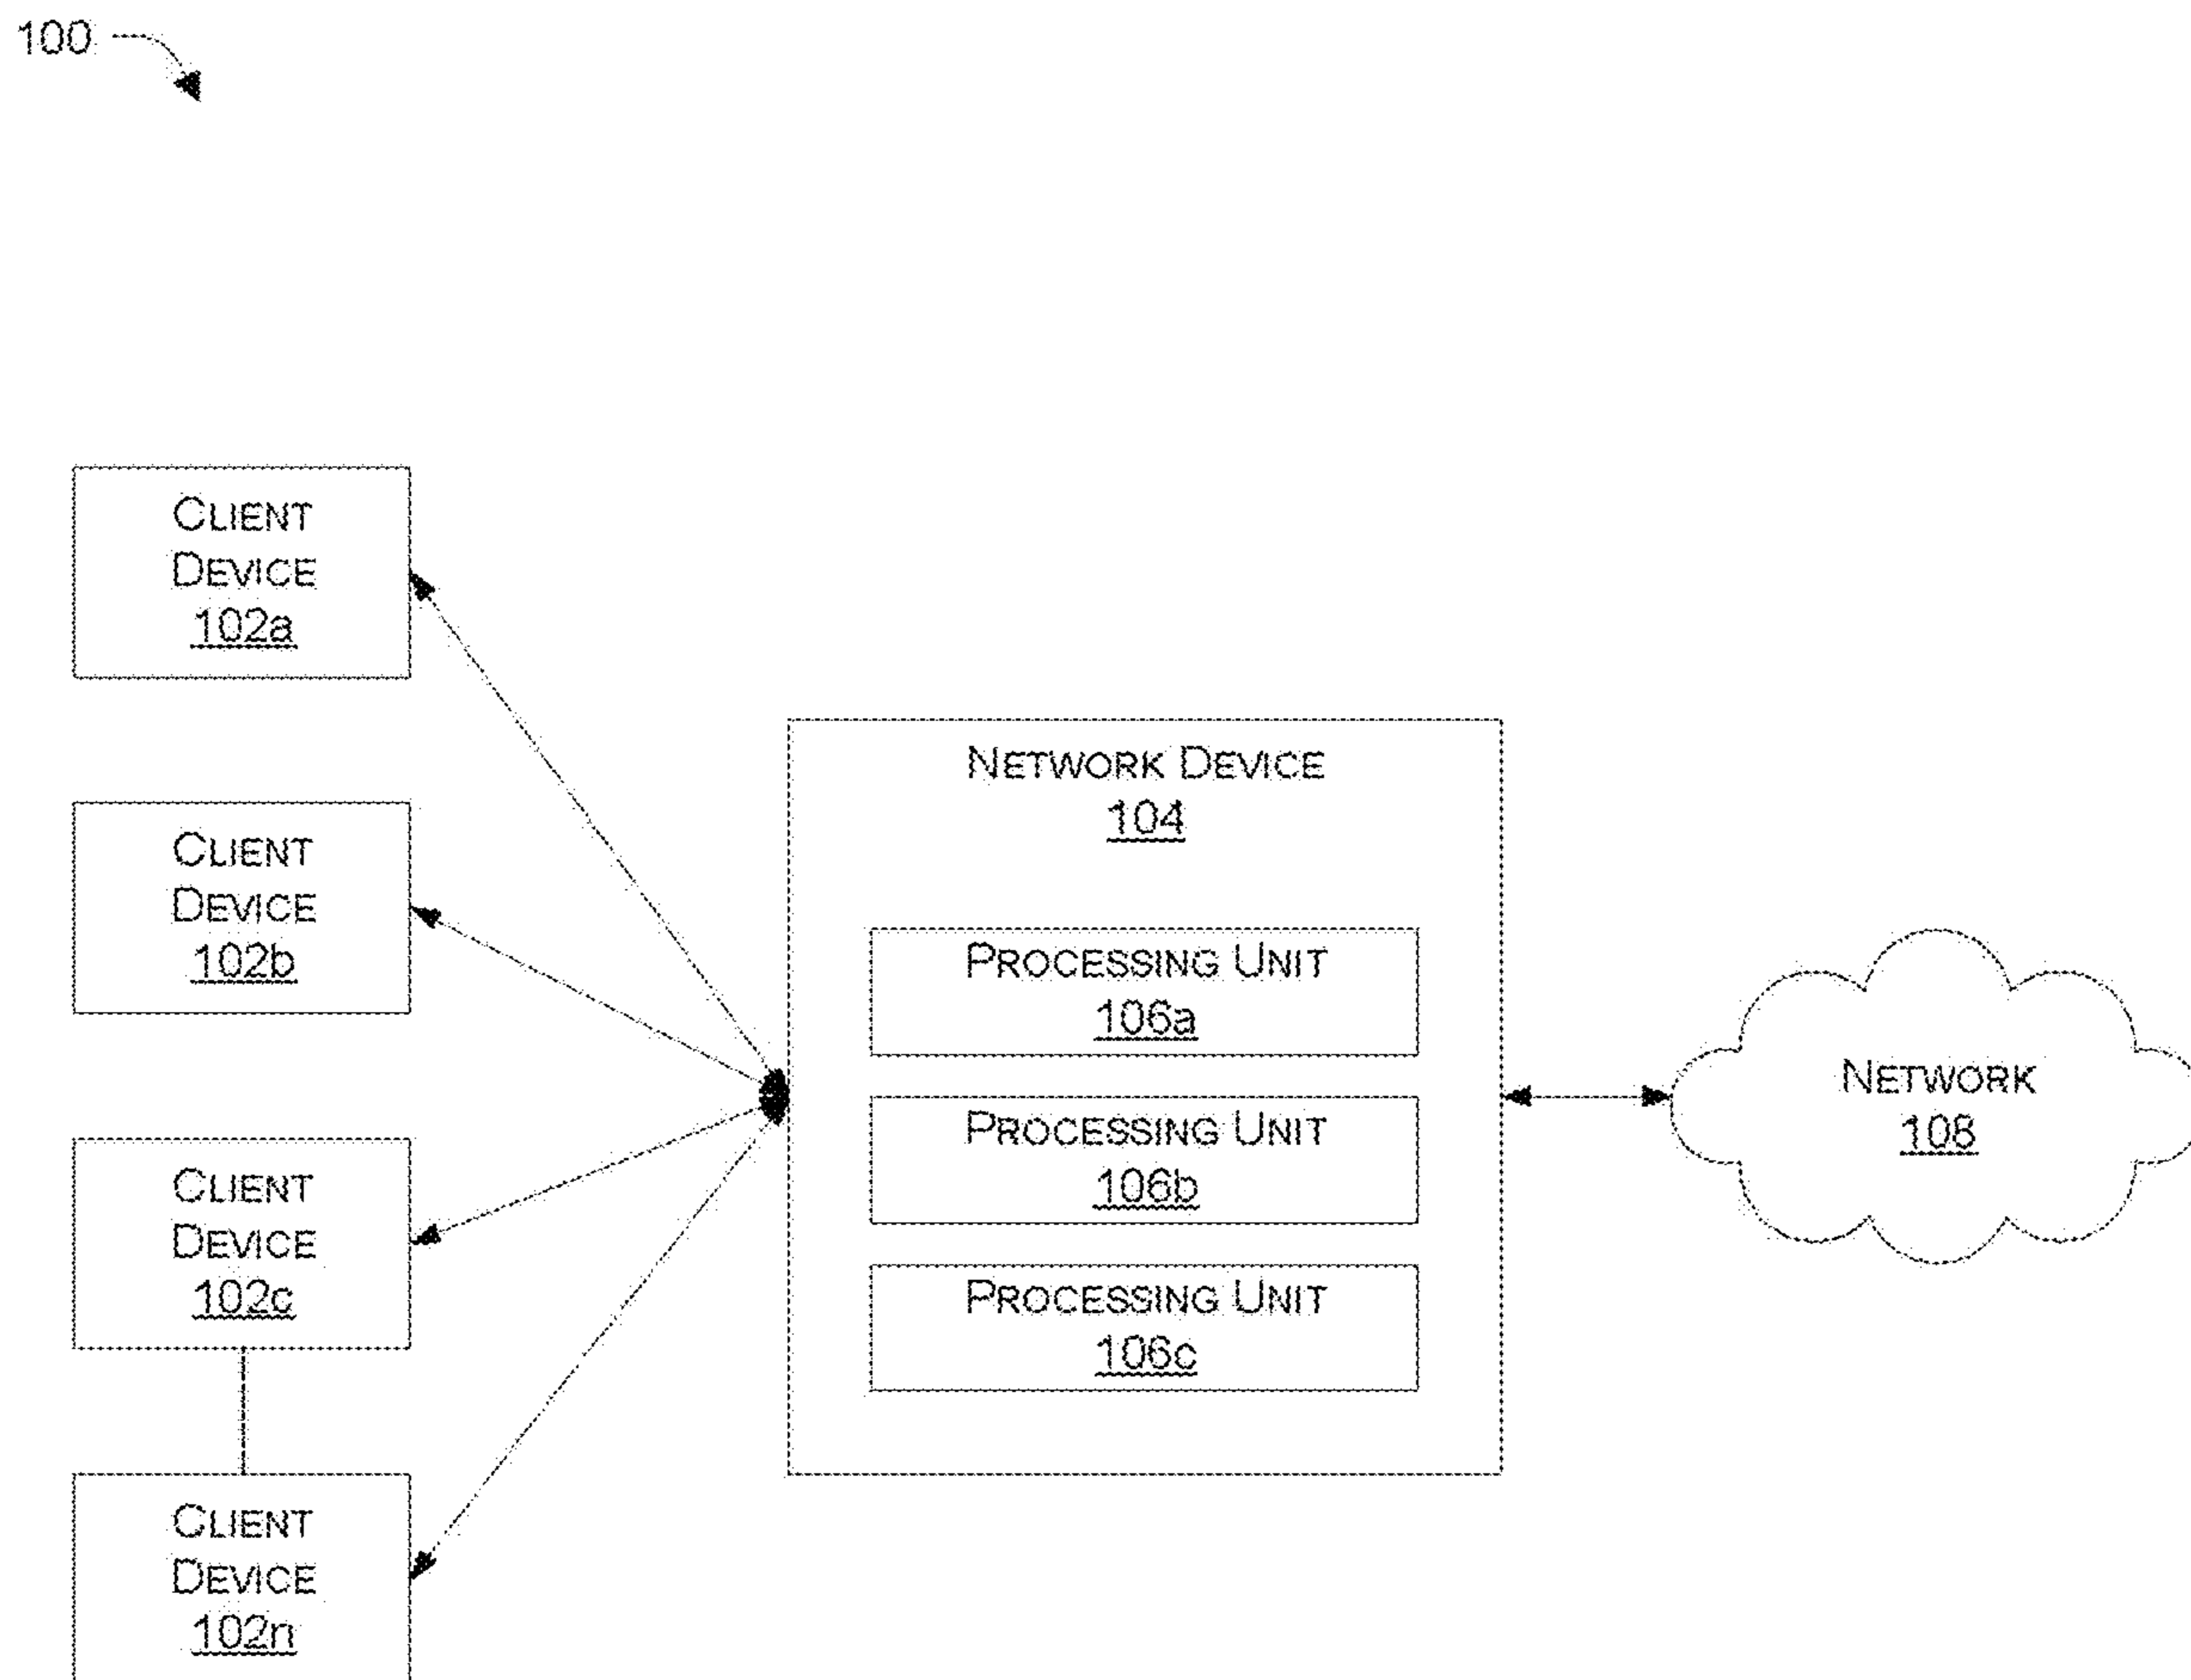 100
CLIENT
DEVICE
102a
CLIENT
DEVICE
102b
CLIENT
DEVICE
102c
CLIENT
DEVICE
102n
NETWORK DEVICE
104
PROCESSING UNIT
106a
PROCESSING UNIT
106b
PROCESSING UNIT
106c
NETWORK
108